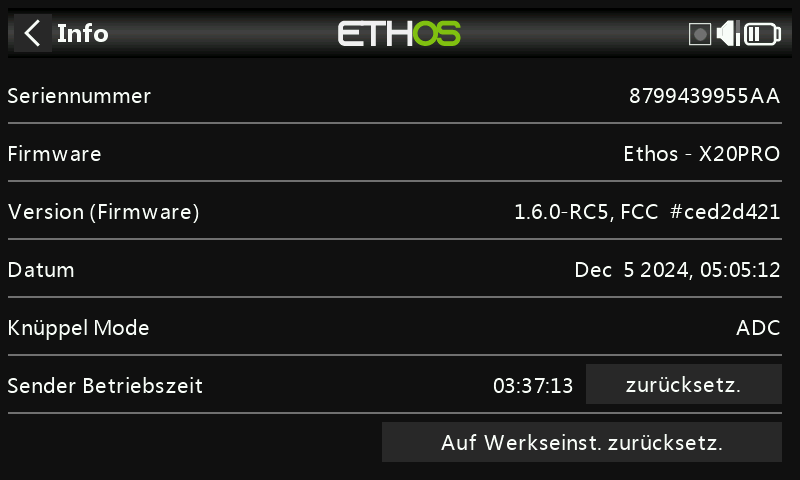 Info
ETHOS
Seriennummer 8799439955AA
Firmware Ethos - X20PRO
Version (Firmware) 1.6.0-RC5, FCC #ced2d421
Datum Dec 5 2024, 05:05:12
Knüppel Mode ADC
Sender Betriebszeit 03:37:13 zurücksetz.
Auf Werkseinst. zurücksetz.